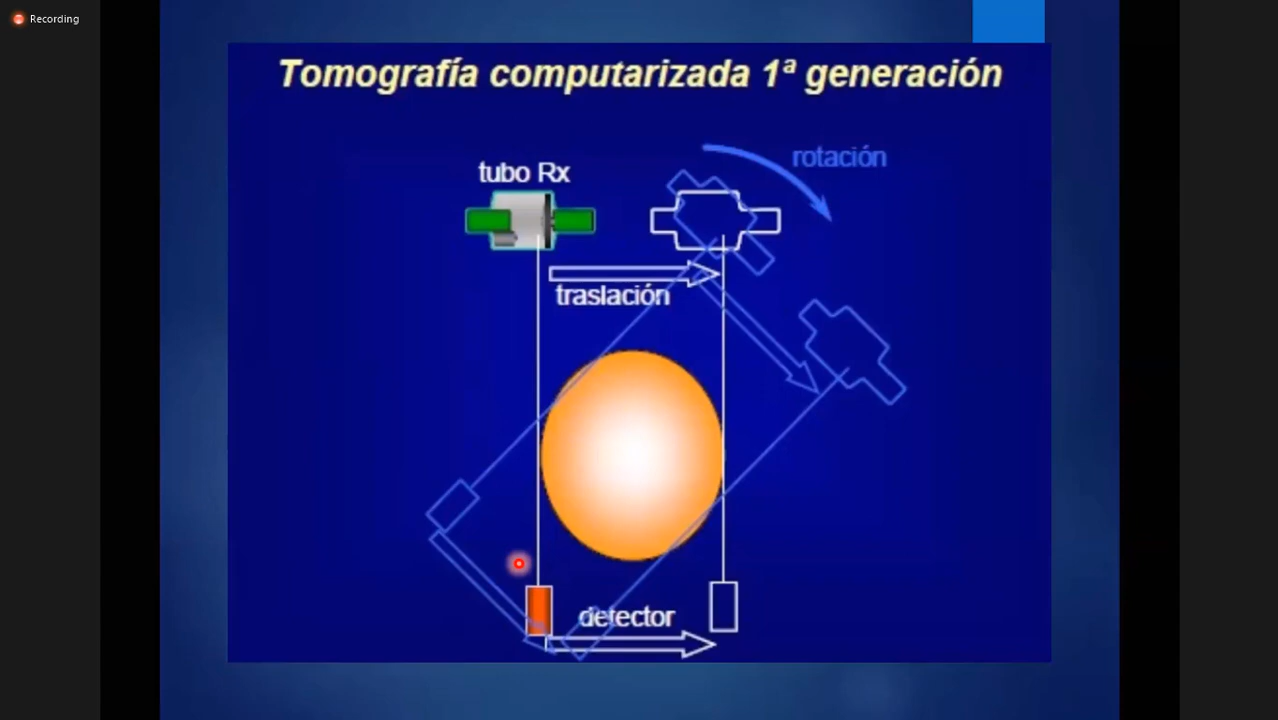 Recording
Tomografía computarizada 1ª generación
rotación
tubo Rx
traslación
detector